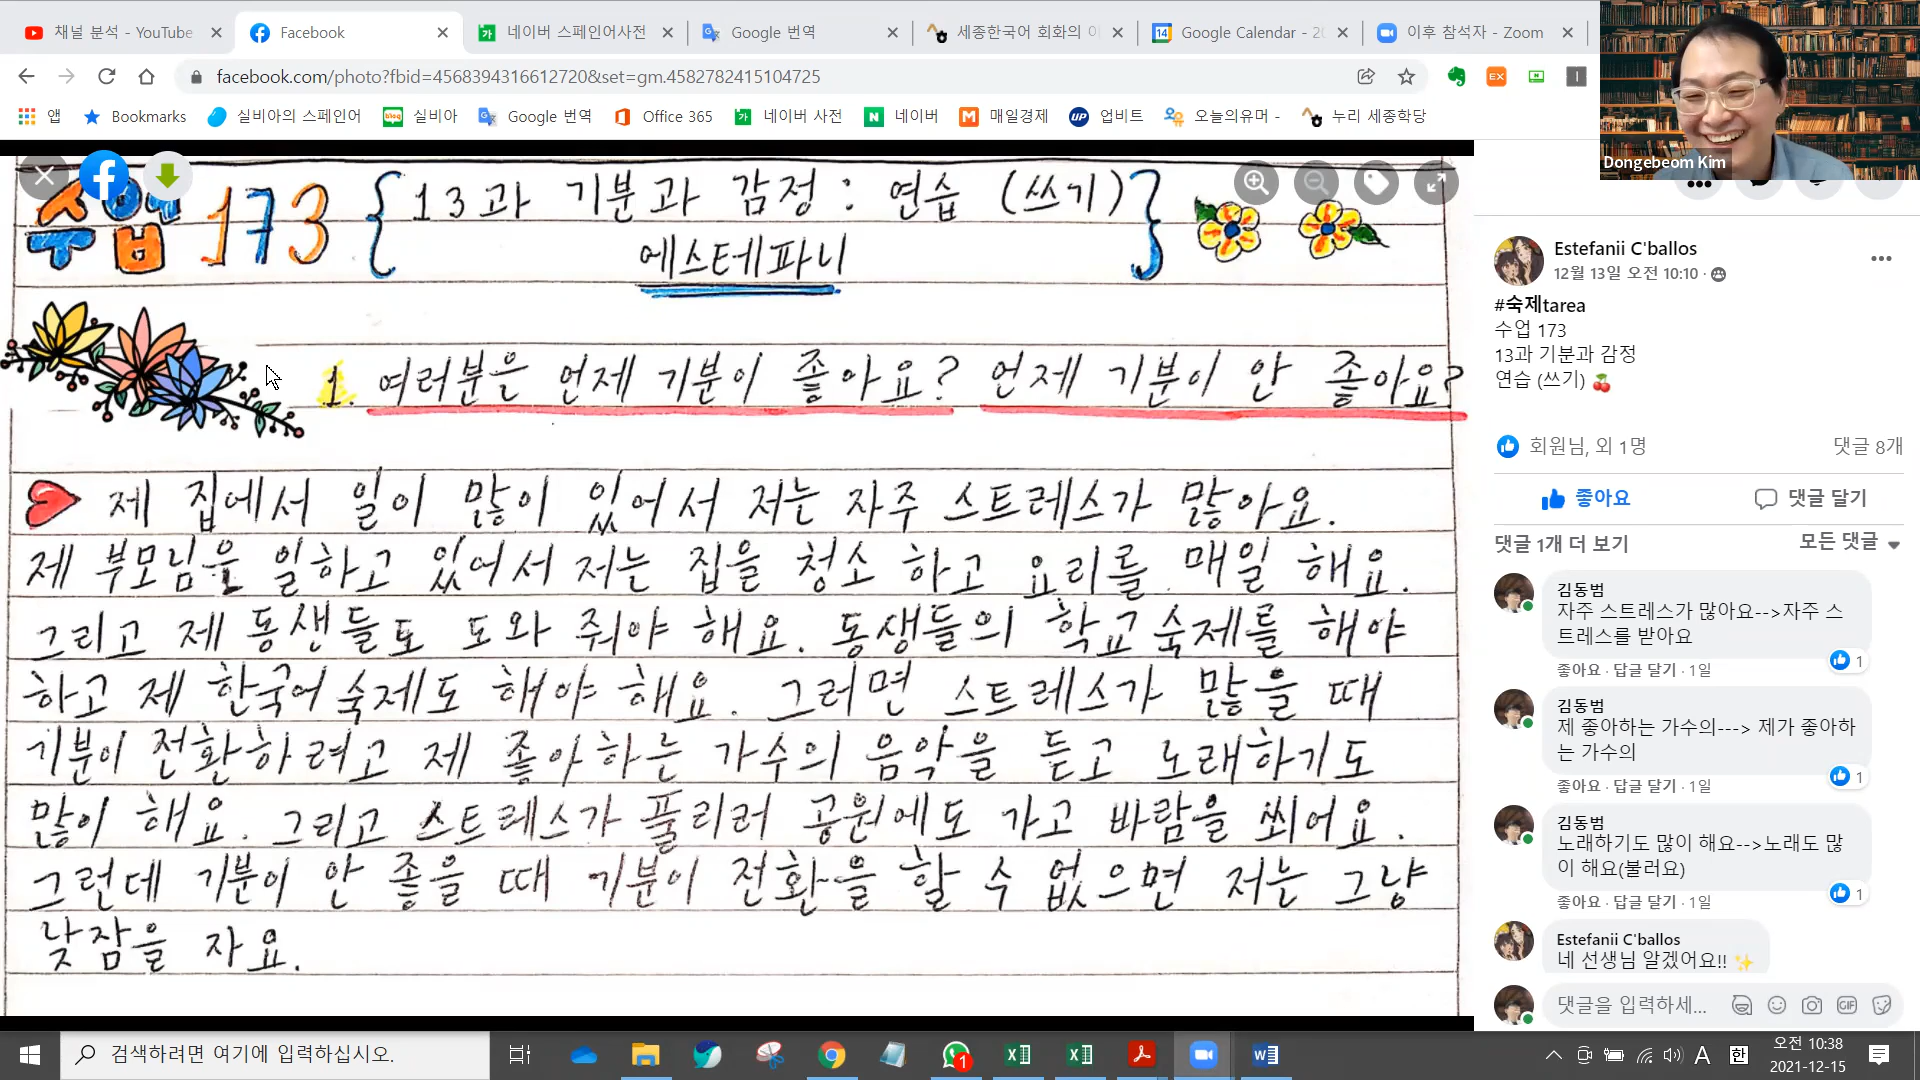 채널 분석 - YouTube
Facebook
네이버 스페인어사전
Google 번역
세종한국어 회화의 이
Google Calendar - 20
이후 참석자 - Zoom
facebook.com/photo?fbid=4568394316612720&set=gm.4582782415104725
앱
Bookmarks
실비아의 스페인어
실비아
Google 번역
Office 365
네이버 사전
네이버
매일경제
업비트
오늘의유머 -
누리 세종학당
Dongebeom Kim
수업 173 { 13과 기분과 감정 : 연습 (쓰기) }
에스테파니
1. 여러분은 언제 기분이 좋아요? 언제 기분이 안 좋아요?
제 집에서 일이 많이 있어서 저는 자주 스트레스가 많아요.
제 부모님은 일하고 있어서 저는 집을 청소 하고 요리를 매일 해요.
그리고 제 동생들도 도와 줘야 해요. 동생들의 학교 숙제를 해야
하고 제 한국어 숙제도 해야 해요. 그러면 스트레스가 많을 때
기분이 전환하려고 제 좋아하는 가수의 음악을 듣고 노래하기도
많이 해요. 그리고 스트레스가 풀리러 공원에도 가고 바람을 쐬어요.
그런데 기분이 안 좋을 때 기분이 전환을 할 수 없으면 저는 그냥
낮잠을 자요.
Estefanii C'ballos
12월 13일 오전 10:10
#숙제tarea
수업 173
13과 기분과 감정
연습 (쓰기)
회원님, 외 1명
댓글 8개
좋아요
댓글 달기
댓글 1개 더 보기
모든 댓글
김동범
자주 스트레스가 많아요-->자주 스
트레스를 받아요
좋아요 · 답글 달기 · 1일
1
김동범
제 좋아하는 가수의---> 제가 좋아하
는 가수의
좋아요 · 답글 달기 · 1일
1
김동범
노래하기도 많이 해요-->노래도 많
이 해요(불러요)
좋아요 · 답글 달기 · 1일
1
Estefanii C'ballos
네 선생님 알겠어요!!
댓글을 입력하세...
GIF
검색하려면 여기에 입력하십시오.
1
A
한
오전 10:38
2021-12-15